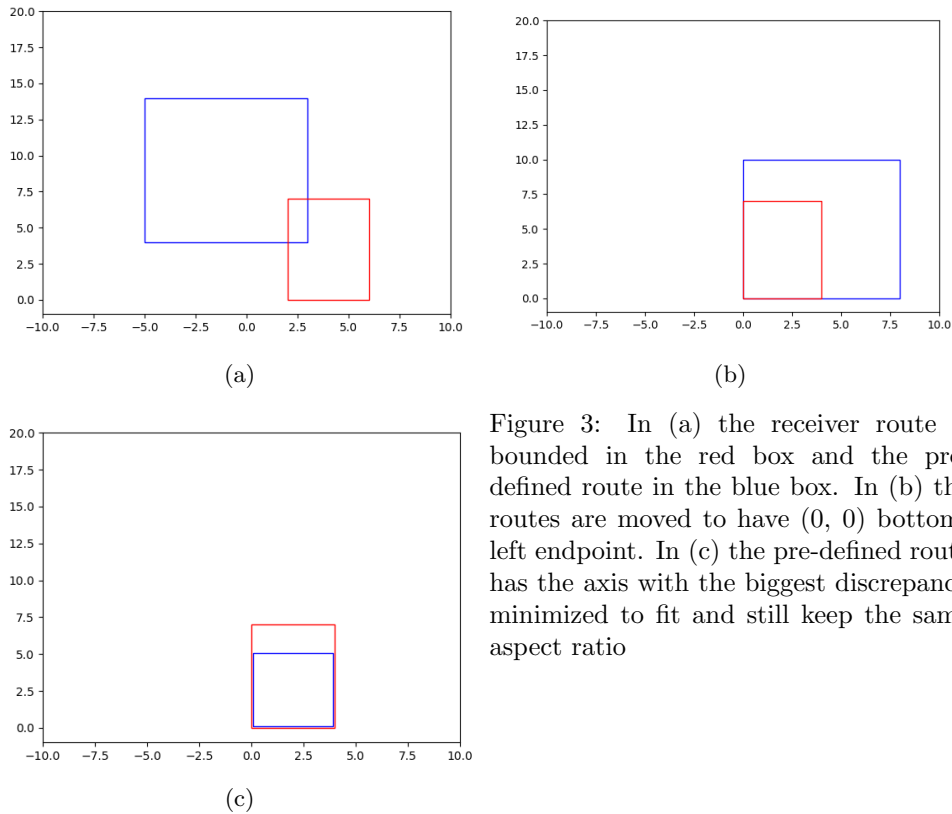 20.0
17.5
15.0
12.5
10.0
7.5
5.0
2.5
0.0
−10.0 −7.5 −5.0 −2.5 0.0 2.5 5.0 7.5 10.0
(a)
20.0
17.5
15.0
12.5
10.0
7.5
5.0
2.5
0.0
−10.0 −7.5 −5.0 −2.5 0.0 2.5 5.0 7.5 10.0
(b)
20.0
17.5
15.0
12.5
10.0
7.5
5.0
2.5
0.0
−10.0 −7.5 −5.0 −2.5 0.0 2.5 5.0 7.5 10.0
(c)
Figure 3: In (a) the receiver route
bounded in the red box and the pre
defined route in the blue box. In (b) th
routes are moved to have (0, 0) bottom
left endpoint. In (c) the pre-defined rout
has the axis with the biggest discrepanc
minimized to fit and still keep the sam
aspect ratio